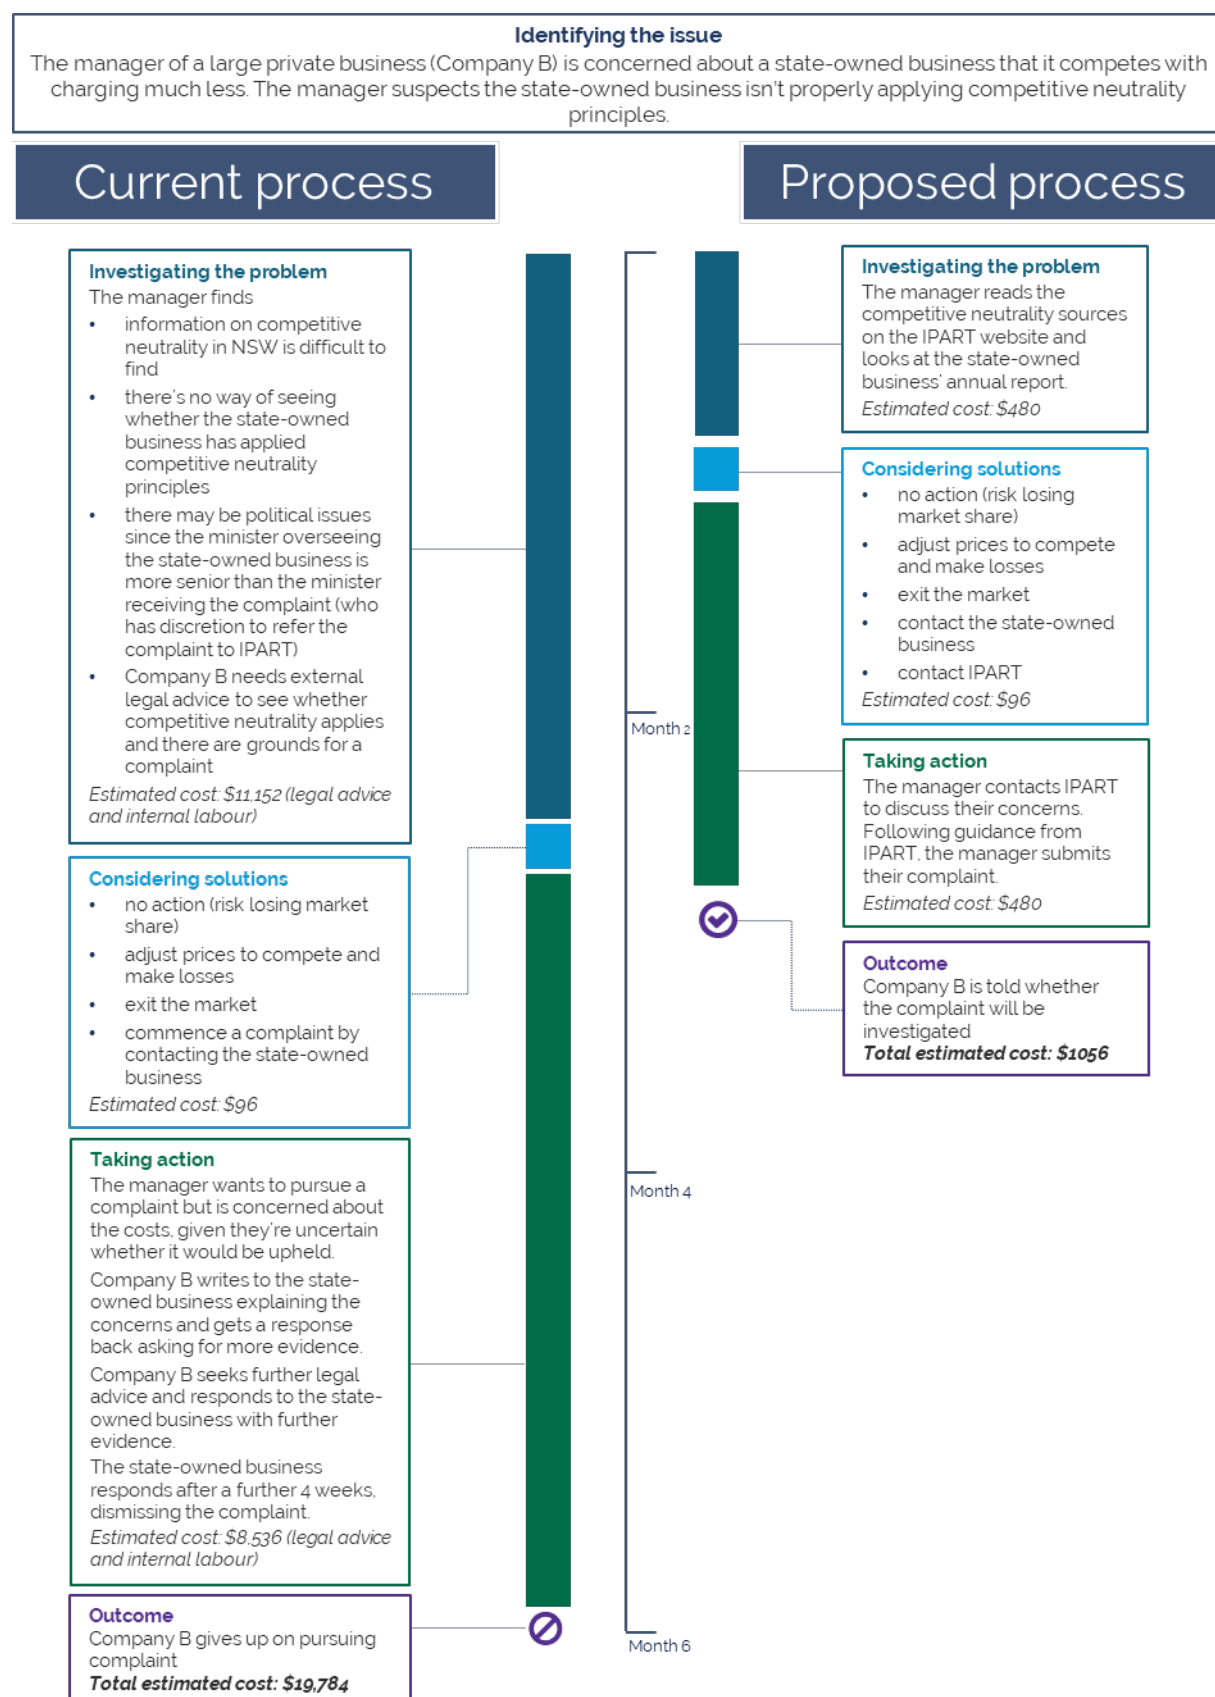 Identifying the issue
The manager of a large private business (Company B) is concerned about a state-owned business that it competes with
charging much less. The manager suspects the state-owned business isn't properly applying competitive neutrality
principles.
Current process
Proposed process
Investigating the problem
The manager finds
• information on competitive
neutrality in NSW is difficult to
find
• there's no way of seeing
whether the state-owned
business has applied
competitive neutrality
principles
• there may be political issues
since the minister overseeing
the state-owned business is
more senior than the minister
receiving the complaint (who
has discretion to refer the
complaint to IPART)
• Company B needs external
legal advice to see whether
competitive neutrality applies
and there are grounds for a
complaint
Estimated cost: $11,152 (legal advice
and internal labour)
Considering solutions
• no action (risk losing market
share)
• adjust prices to compete and
make losses
• exit the market
• commence a complaint by
contacting the state-owned
business
Estimated cost: $96
Taking action
The manager wants to pursue a
complaint but is concerned about
the costs, given they're uncertain
whether it would be upheld.
Company B writes to the state-
owned business explaining the
concerns and gets a response
back asking for more evidence.
Company B seeks further legal
advice and responds to the state-
owned business with further
evidence.
The state-owned business
responds after a further 4 weeks,
dismissing the complaint.
Estimated cost: $8,536 (legal advice
and internal labour)
Outcome
Company B gives up on pursuing
complaint
Total estimated cost: $19,784
Month 2
Month 4
Month 6
Investigating the problem
The manager reads the
competitive neutrality sources
on the IPART website and
looks at the state-owned
business' annual report.
Estimated cost: $480
Considering solutions
• no action (risk losing
market share)
• adjust prices to compete
and make losses
• exit the market
• contact the state-owned
business
• contact IPART
Estimated cost: $96
Taking action
The manager contacts IPART
to discuss their concerns.
Following guidance from
IPART, the manager submits
their complaint.
Estimated cost: $480
Outcome
Company B is told whether
the complaint will be
investigated
Total estimated cost: $1056